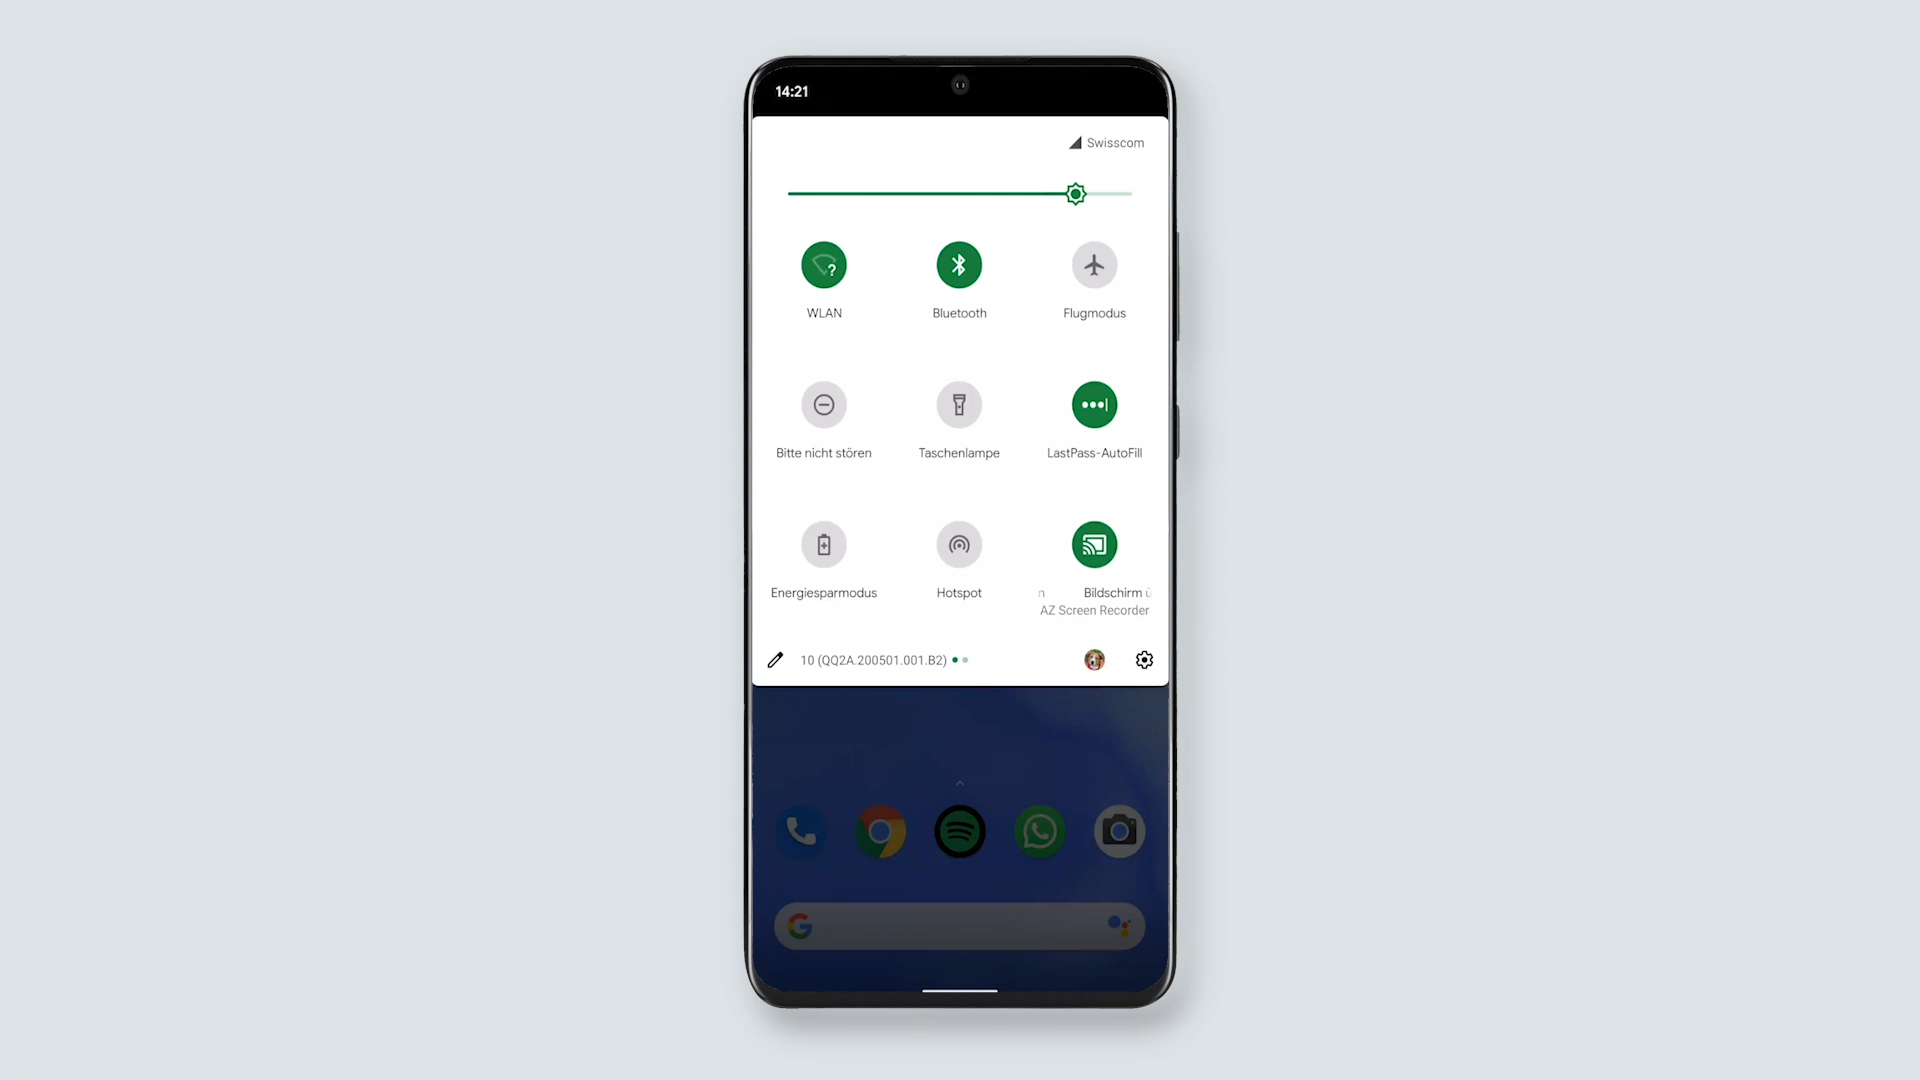 14:21
Swisscom
WLAN
Bluetooth
Flugmodus
Bitte nicht stören
Taschenlampe
LastPass-AutoFill
Energiesparmodus
Hotspot
n Bildschirm ü
AZ Screen Recorder
10 (QQ2A.200501.001.B2)